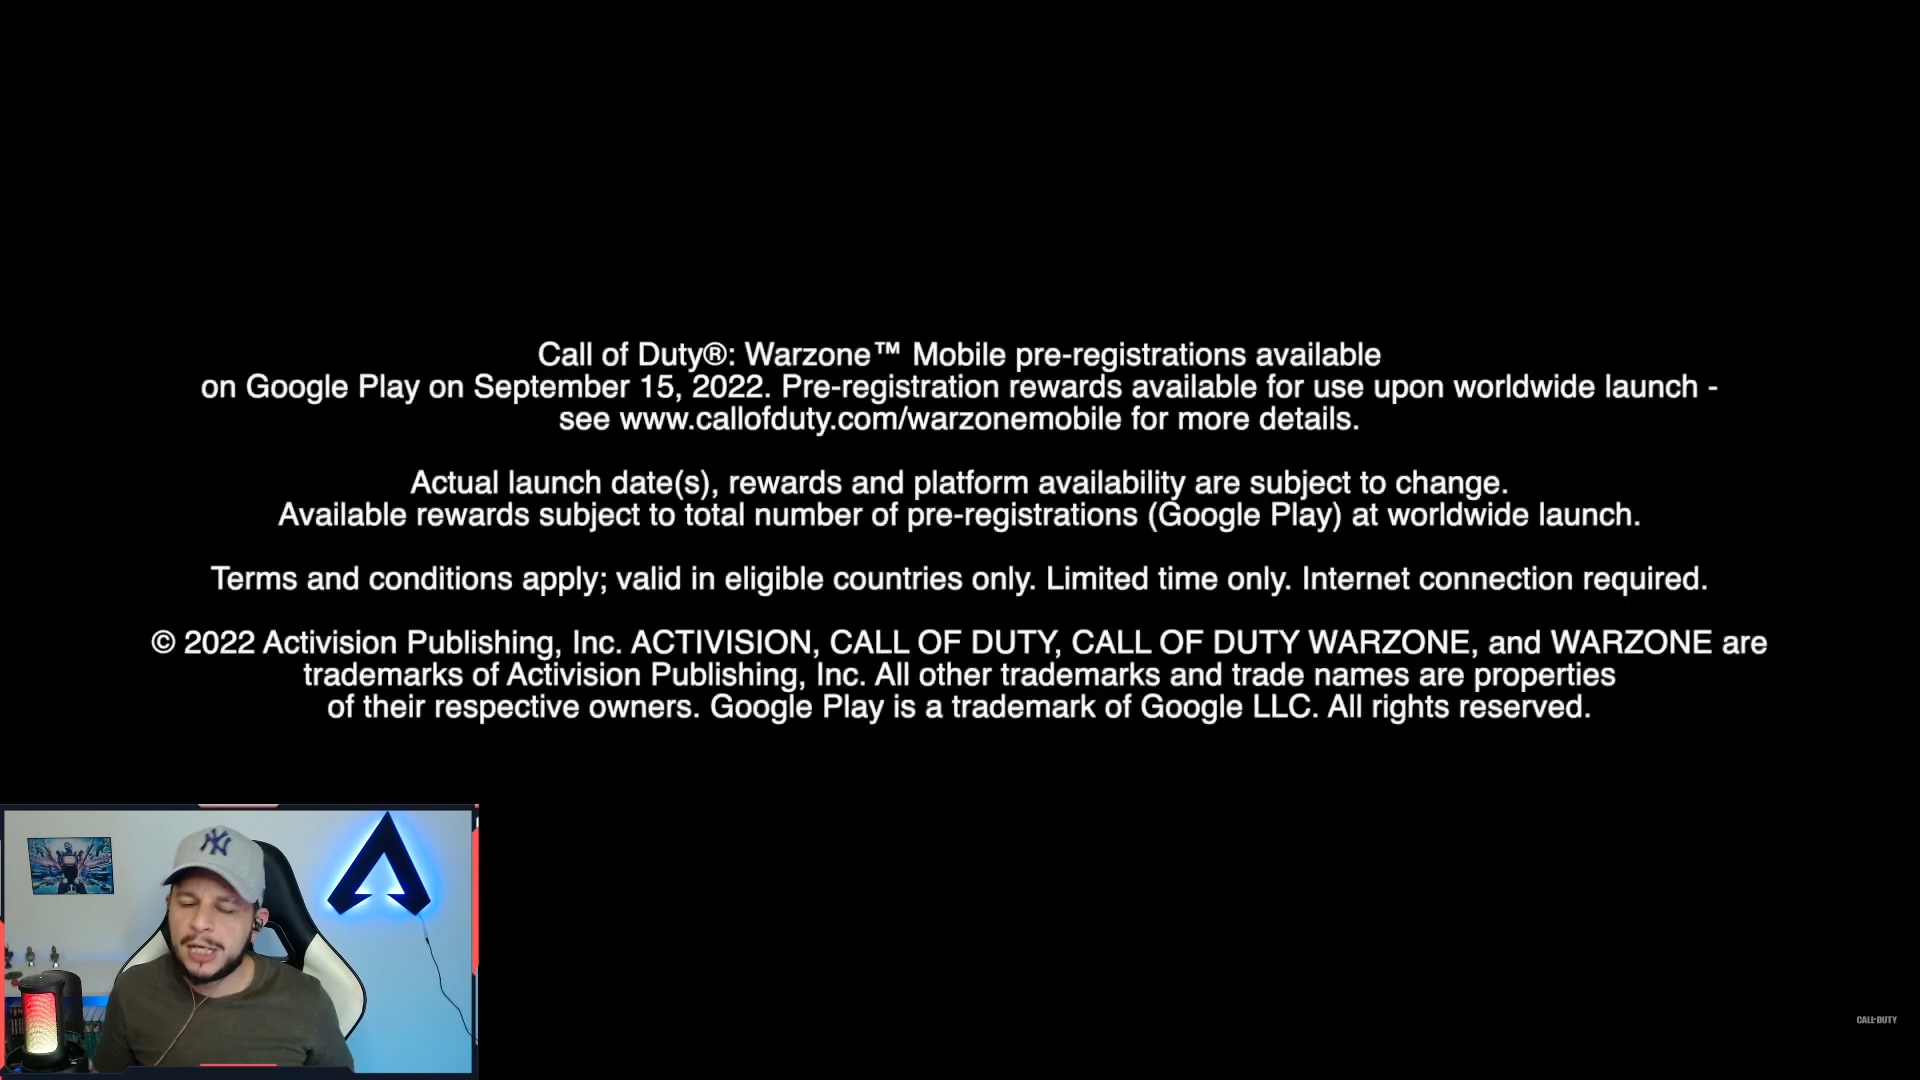 Call of Duty®: Warzone™ Mobile pre-registrations available
on Google Play on September 15, 2022. Pre-registration rewards available for use upon worldwide launch -
see www.callofduty.com/warzonemobile for more details.
Actual launch date(s), rewards and platform availability are subject to change.
Available rewards subject to total number of pre-registrations (Google Play) at worldwide launch.
Terms and conditions apply; valid in eligible countries only. Limited time only. Internet connection required.
© 2022 Activision Publishing, Inc. ACTIVISION, CALL OF DUTY, CALL OF DUTY WARZONE, and WARZONE are
trademarks of Activision Publishing, Inc. All other trademarks and trade names are properties
of their respective owners. Google Play is a trademark of Google LLC. All rights reserved.
NY
CALL OF DUTY